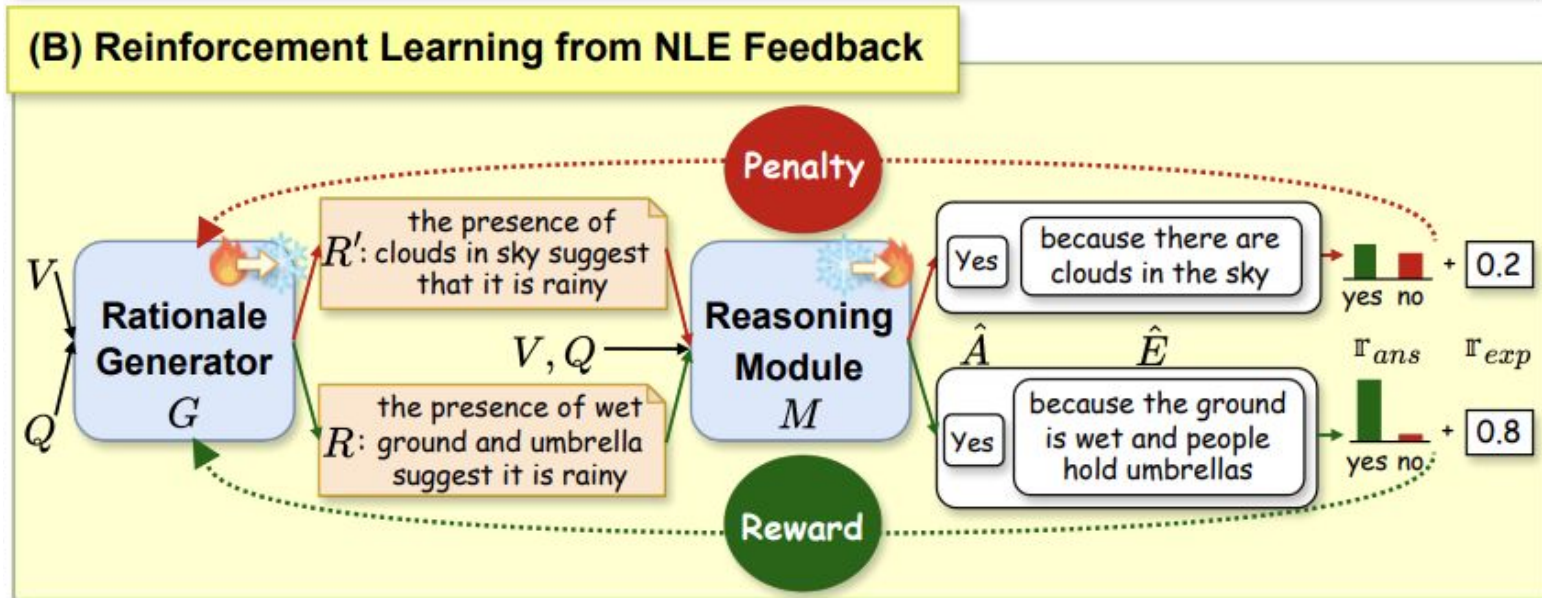 (B) Reinforcement Learning from NLE Feedback
Penalty
V
Q
Rationale
Generator
G
R′: the presence of
clouds in sky suggest
that it is rainy
V, Q
R: the presence of wet
ground and umbrella
suggest it is rainy
Reasoning
Module
M
Yes
because there are
clouds in the sky
yes no
+ 0.2
Â
Ê
𝕣ans
𝕣exp
Yes
because the ground
is wet and people
hold umbrellas
yes no
+ 0.8
Reward